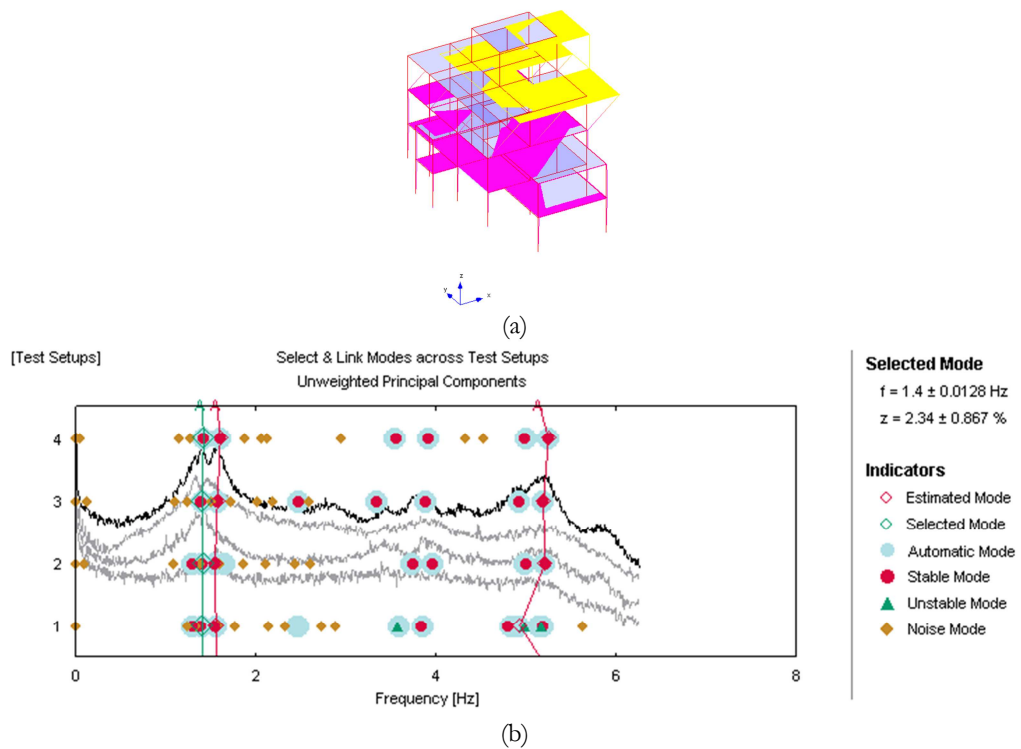 z
y
x
(a)
[Test Setups]
Select & Link Modes across Test Setups
Unweighted Principal Components
4
3
2
1
0
2
4
6
8
Frequency [Hz]
Selected Mode
f = 1.4 ± 0.0128 Hz
z = 2.34 ± 0.867 %
Indicators
Estimated Mode
Selected Mode
Automatic Mode
Stable Mode
Unstable Mode
Noise Mode
(b)